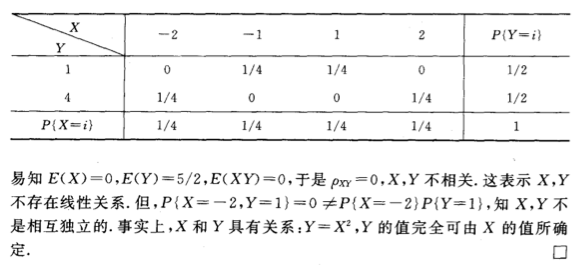 X
-2 -1 1 2 P{Y=i}
Y
1 0 1/4 1/4 0 1/2
4 1/4 0 0 1/4 1/2
P{X=i} 1/4 1/4 1/4 1/4 1
易知 E(X)=0,E(Y)=5/2,E(XY)=0,于是 ρXY=0,X,Y 不相关.这表示 X,Y
不存在线性关系.但,P{X=-2,Y=1}=0≠P{X=-2}P{Y=1},知 X,Y 不
是相互独立的.事实上,X 和 Y 具有关系:Y=X²,Y 的值完全可由 X 的值所确
定. □